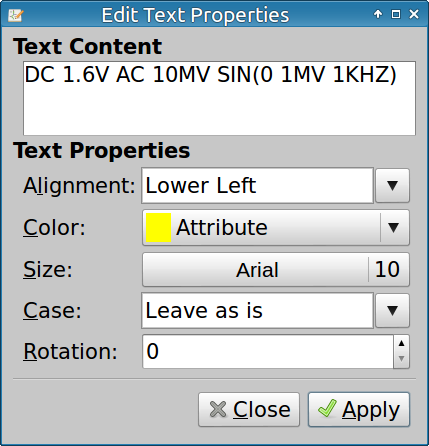 Edit Text Properties
Text Content
DC 1.6V AC 10MV SIN(0 1MV 1KHZ)
Text Properties
Alignment: Lower Left
Color: Attribute
Size: Arial 10
Case: Leave as is
Rotation: 0
Close Apply